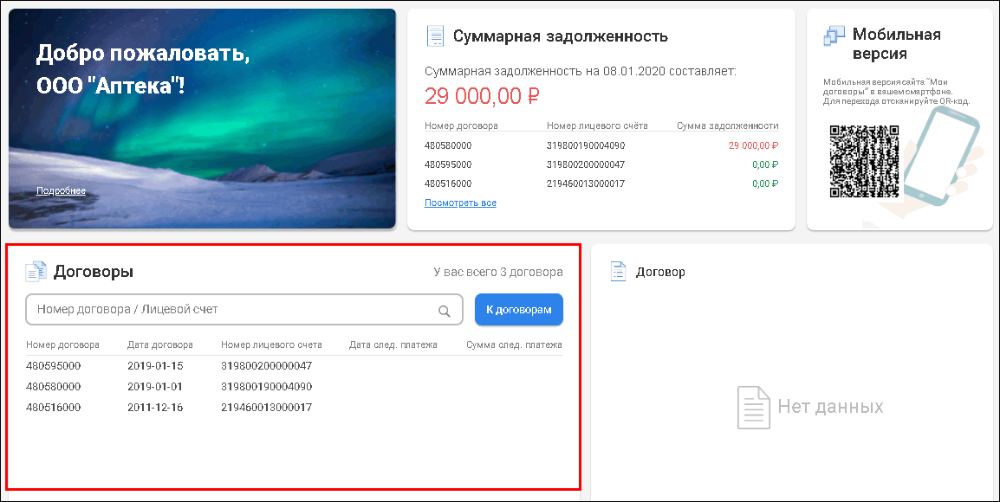 Добро пожаловать,
ООО "Аптека"!
Подробнее
Суммарная задолженность
Суммарная задолженность на 08.01.2020 составляет:
29 000,00 ₽
Номер договора Номер лицевого счёта Сумма задолженности
480580000 319800190004090 29 000,00 ₽
480595000 319800200000047 0,00 ₽
480516000 219460013000017 0,00 ₽
Посмотреть все
Мобильная
версия
Мобильная версия сайта "Мои
договоры" в вашем смартфоне.
Для перехода отсканируйте QR-код.
Договоры У вас всего 3 договора
Номер договора / Лицевой счет К договорам
Номер договора Дата договора Номер лицевого счета Дата след. платежа Сумма след. платежа
480595000 2019-01-15 319800200000047
480580000 2019-01-01 319800190004090
480516000 2011-12-16 219460013000017
Договор
Нет данных